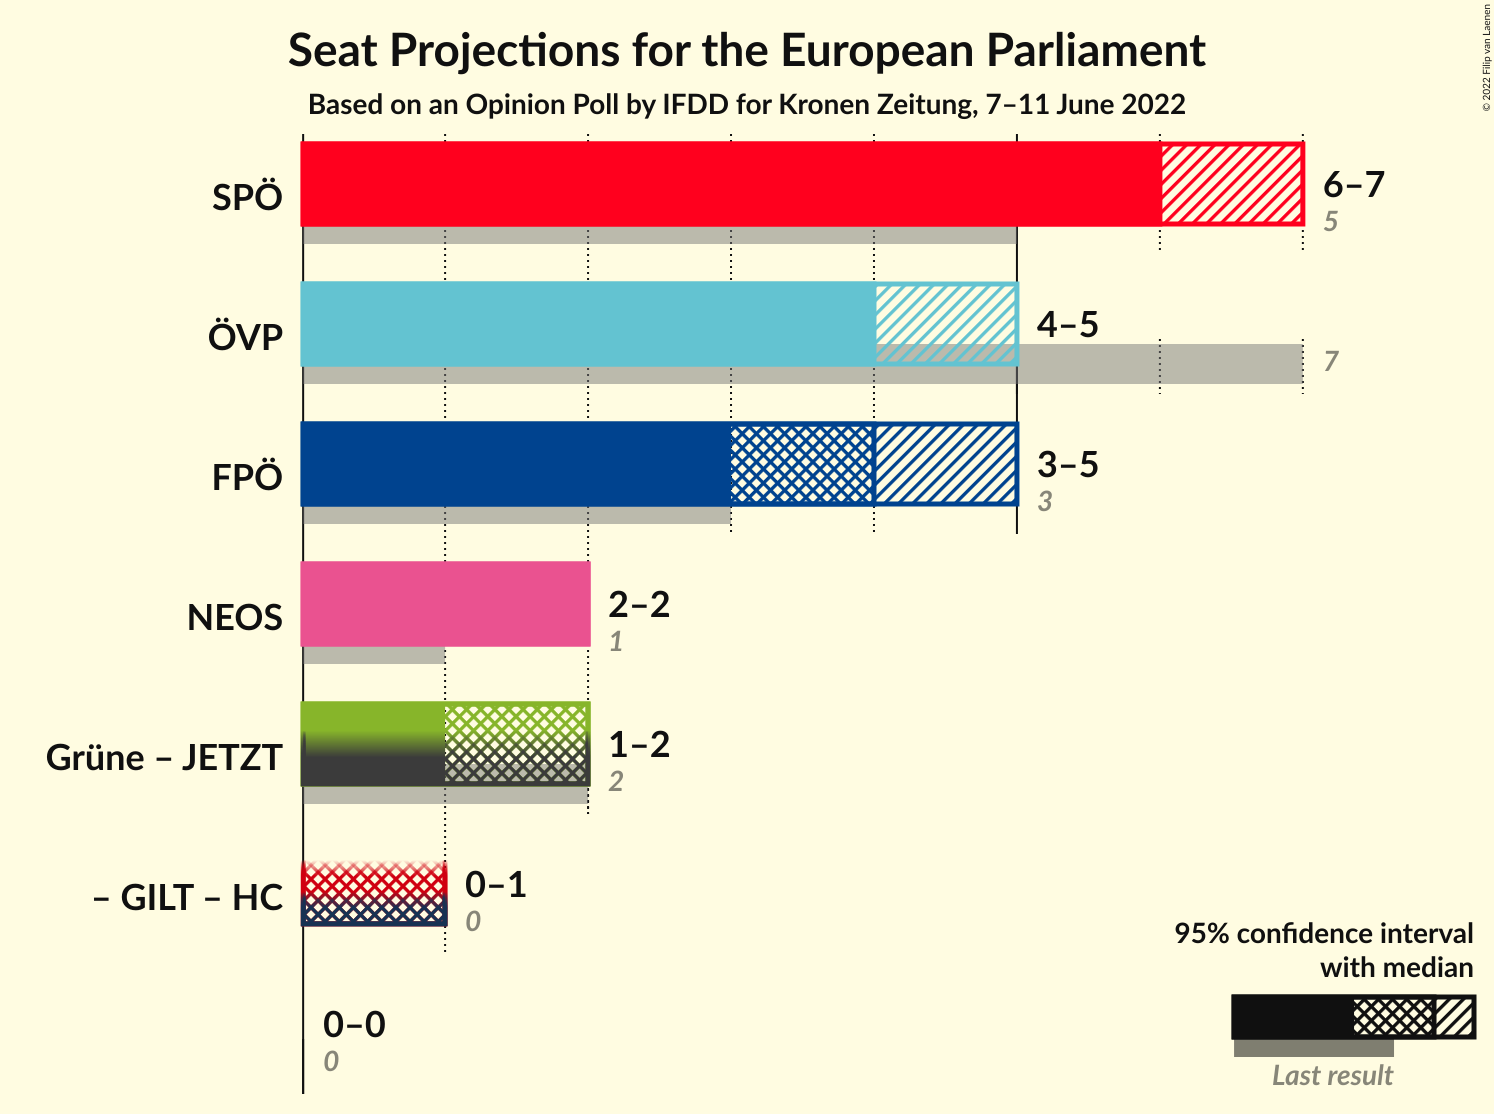 Seat Projections for the European Parliament
Based on an Opinion Poll by IFDD for Kronen Zeitung, 7–11 June 2022
© 2022 Filip van Laenen
SPÖ
6–7
5
ÖVP
4–5
7
FPÖ
3–5
3
NEOS
2–2
1
Grüne – JETZT
1–2
2
– GILT – HC
0–1
0
0–0
0
95% confidence interval
with median
Last result